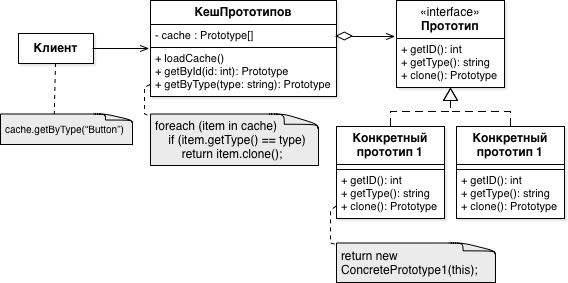 Клиент
cache.getByType("Button")
КешПрототипов
- cache : Prototype[]
+ loadCache()
+ getById(id: int): Prototype
+ getByType(type: string): Prototype
foreach (item in cache)
if (item.getType() == type)
return item.clone();
«interface»
Прототип
+ getID(): int
+ getType(): string
+ clone(): Prototype
Конкретный
прототип 1
+ getID(): int
+ getType(): string
+ clone(): Prototype
Конкретный
прототип 1
+ getID(): int
+ getType(): string
+ clone(): Prototype
return new
ConcretePrototype1(this);